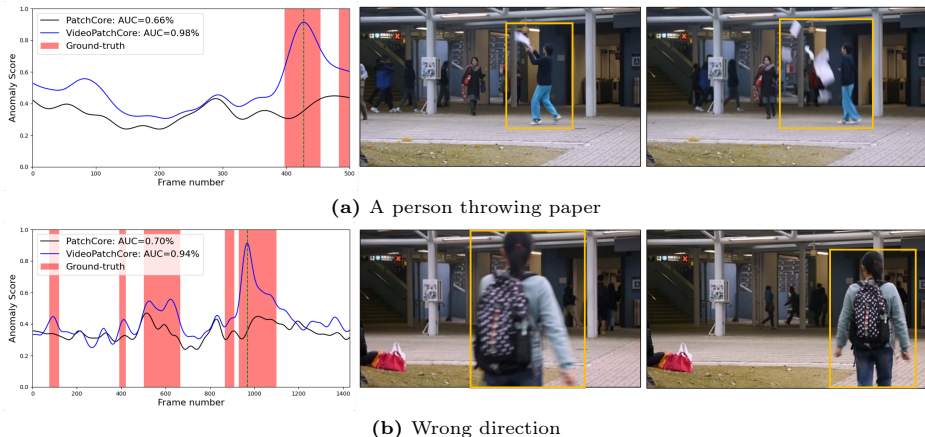 PatchCore: AUC=0.66%
VideoPatchCore: AUC=0.98%
Ground-truth
Anomaly Score
1.0
0.8
0.6
0.4
0.2
0.0
0 100 200 300 400 500
Frame number
(a) A person throwing paper
PatchCore: AUC=0.70%
VideoPatchCore: AUC=0.94%
Ground-truth
Anomaly Score
1.0
0.8
0.6
0.4
0.2
0.0
0 200 400 600 800 1000 1200 1400
Frame number
(b) Wrong direction